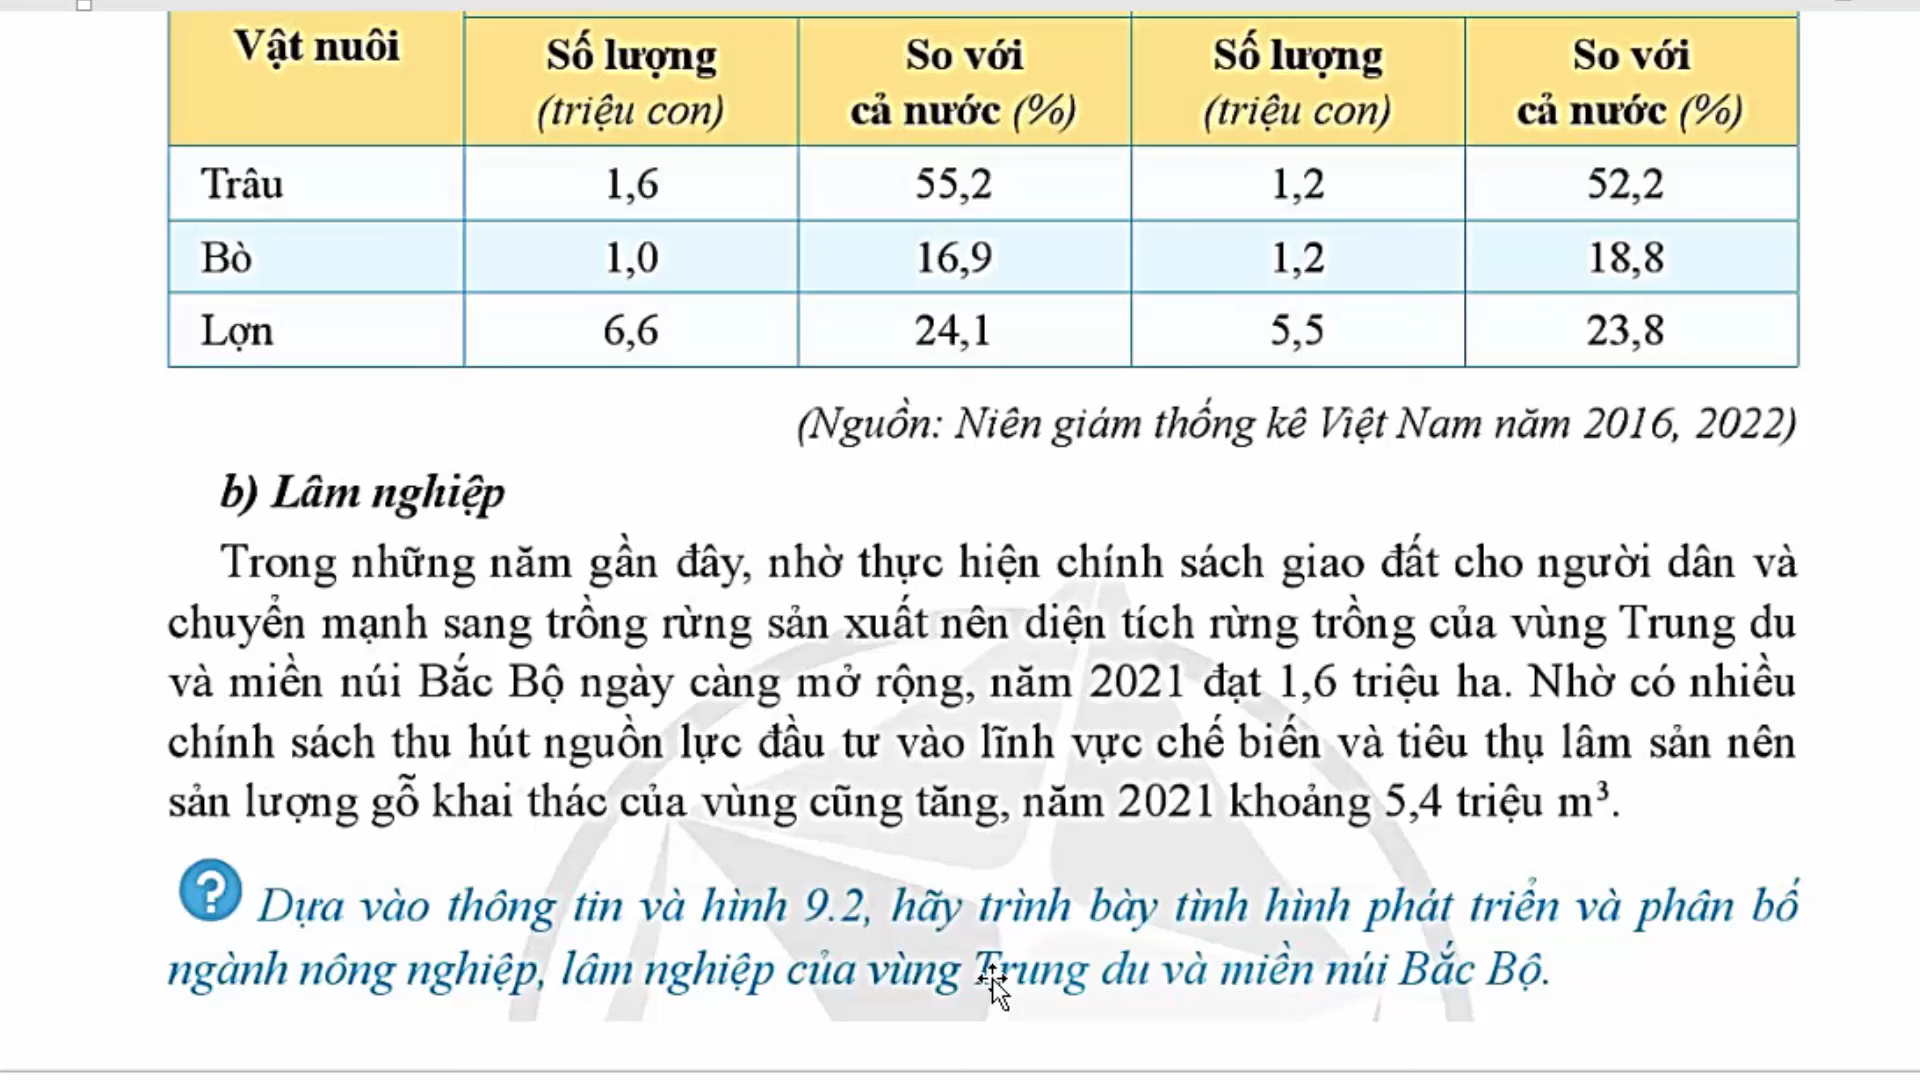 Vật nuôi
Số lượng (triệu con)
So với cả nước (%)
Số lượng (triệu con)
So với cả nước (%)
Trâu 1,6 55,2 1,2 52,2
Bò 1,0 16,9 1,2 18,8
Lợn 6,6 24,1 5,5 23,8
(Nguồn: Niên giám thống kê Việt Nam năm 2016, 2022)
b) Lâm nghiệp
Trong những năm gần đây, nhờ thực hiện chính sách giao đất cho người dân và
chuyển mạnh sang trồng rừng sản xuất nên diện tích rừng trồng của vùng Trung du
và miền núi Bắc Bộ ngày càng mở rộng, năm 2021 đạt 1,6 triệu ha. Nhờ có nhiều
chính sách thu hút nguồn lực đầu tư vào lĩnh vực chế biến và tiêu thụ lâm sản nên
sản lượng gỗ khai thác của vùng cũng tăng, năm 2021 khoảng 5,4 triệu m³.
? Dựa vào thông tin và hình 9.2, hãy trình bày tình hình phát triển và phân bố
ngành nông nghiệp, lâm nghiệp của vùng Trung du và miền núi Bắc Bộ.